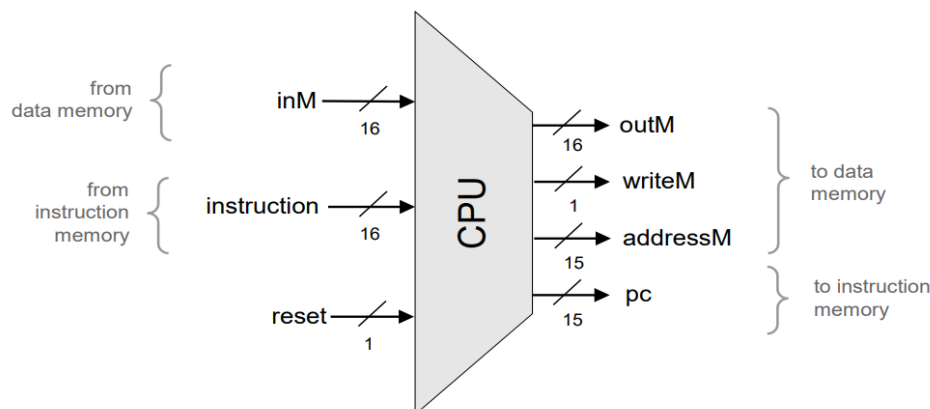 from
data memory
inM
16
from
instruction
memory
instruction
16
reset
1
CPU
outM
16
writeM
1
addressM
15
pc
15
to data
memory
to instruction
memory